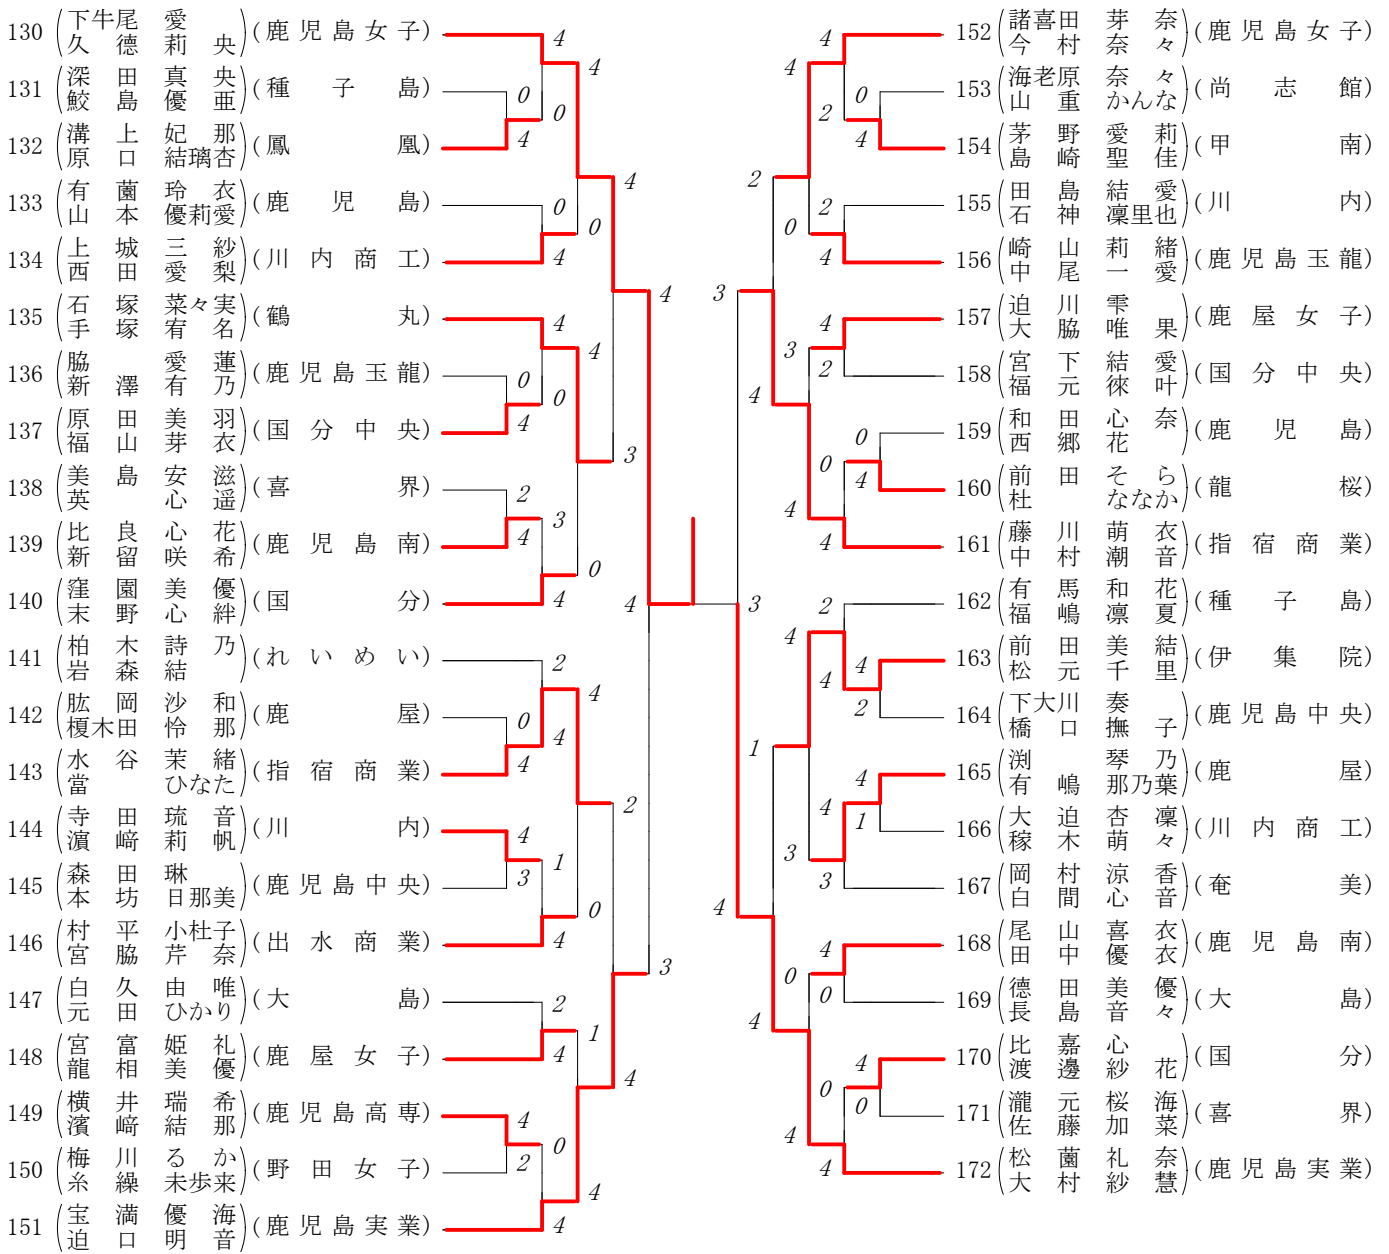 130 下牛尾 愛 久德莉央 (鹿児島女子)
131 深田真央 鮫島優亜 (種子島)
132 溝上妃那 原口結璃杏 (鳳凰)
133 有薗玲衣 山本優莉愛 (鹿児島)
134 上城三紗 西田愛梨 (川内商工)
135 石塚菜々実 手塚有名 (鶴丸)
136 脇愛蓮 新澤有乃 (鹿児島玉龍)
137 原田美羽 福山芽衣 (国分中央)
138 美島安滋 英心遥 (喜界)
139 比良心花 新留咲希 (鹿児島南)
140 窪園美優 末野心絆 (国分)
141 柏木詩乃 岩森結 (れいめい)
142 肱岡沙和 榎木田怜那 (鹿屋)
143 水谷茉緒 當ひなた (指宿商業)
144 寺田琉音 濵﨑莉帆 (川内)
145 森田琳 本坊日那美 (鹿児島中央)
146 村平小杜子 宮脇芹奈 (出水商業)
147 白久由唯 元田ひかり (大島)
148 宮富姫礼 龍相美優 (鹿屋女子)
149 横井瑞希 濵﨑結那 (鹿児島高専)
150 梅川るか 糸繰未歩来 (野田女子)
151 宝満優海 迫口明音 (鹿児島実業)
4 4 0 0 4 4 0 0 4 4
4 4 0 0 4 3 2 3 4 0 4
4
2 4 0 4 4 2 4 1 3 0 4 3
2 1 4 4 4 0 2 4 4
152 諸喜田芽奈 今村奈々 (鹿児島女子)
153 海老原奈々 山重かんな (尚志館)
154 茅野愛莉 島崎聖佳 (甲南)
155 田島結愛 石神凜里也 (川内)
156 崎山莉緒 中尾一愛 (鹿児島玉龍)
157 迫川雫 大脇唯果 (鹿屋女子)
158 宮下結愛 福元徠叶 (国分中央)
159 和田心奈 西郷花 (鹿児島)
160 前田そら 杜ななか (龍桜)
161 藤川萌衣 中村潮音 (指宿商業)
162 有馬和花 福嶋凛夏 (種子島)
163 前田美結 松元千里 (伊集院)
164 下大川奏 橋口撫子 (鹿児島中央)
165 渕琴乃 有嶋那乃葉 (鹿屋)
166 大迫杏凜 稼木萌々 (川内商工)
167 岡村涼香 白間心音 (奄美)
168 尾山喜衣 田中優衣 (鹿児島南)
169 德田美優 長島音々 (大島)
170 比嘉心 渡邊紗花 (国分)
171 瀧元桜海 佐藤加菜 (喜界)
172 松薗礼奈 大村紗慧 (鹿児島実業)
4 4 0 2 4 2 2 0 4
3 4 3 2 4 0 0 4 4 4
3
2 4 4 4 2 1 4 4 1 3 3
4 4 0 0 4 4 0 0 4 4